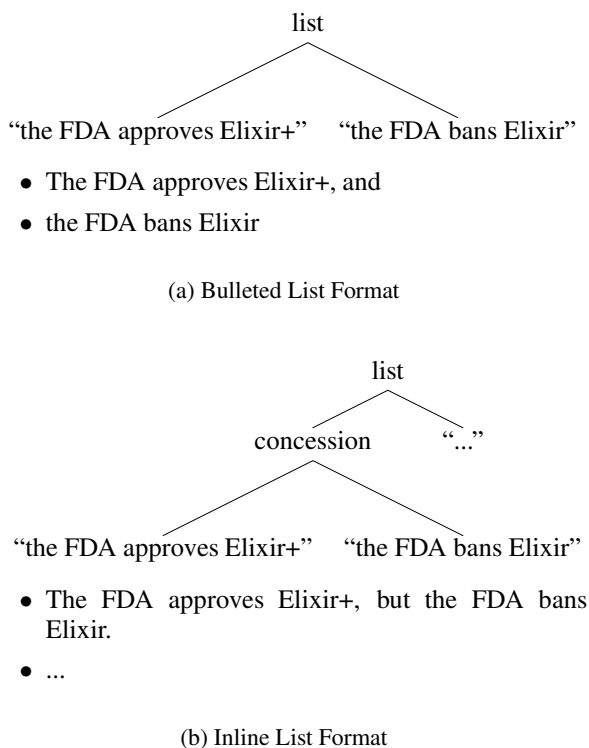 list
“the FDA approves Elixir+” “the FDA bans Elixir”
• The FDA approves Elixir+, and
• the FDA bans Elixir
(a) Bulleted List Format
list
concession “...”
“the FDA approves Elixir+” “the FDA bans Elixir”
• The FDA approves Elixir+, but the FDA bans
Elixir.
• ...
(b) Inline List Format